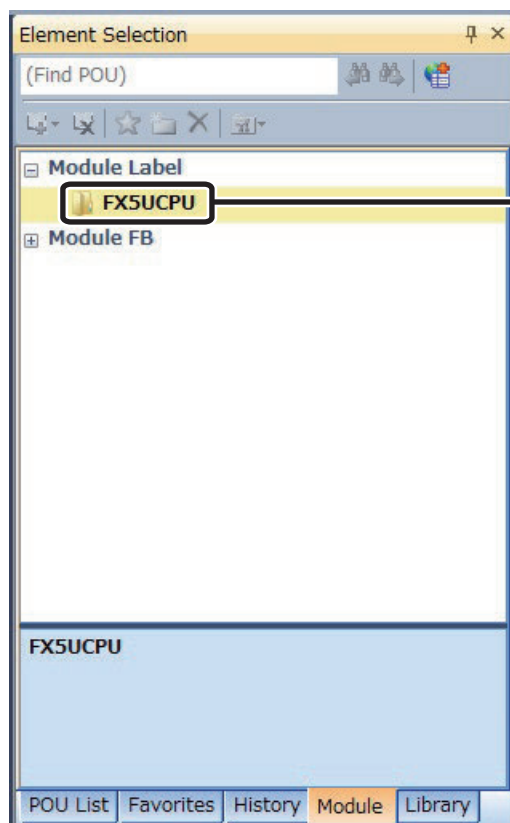 Element Selection
(Find POU)
Module Label
FX5UCPU
Module FB
FX5UCPU
POU List Favorites History Module Library